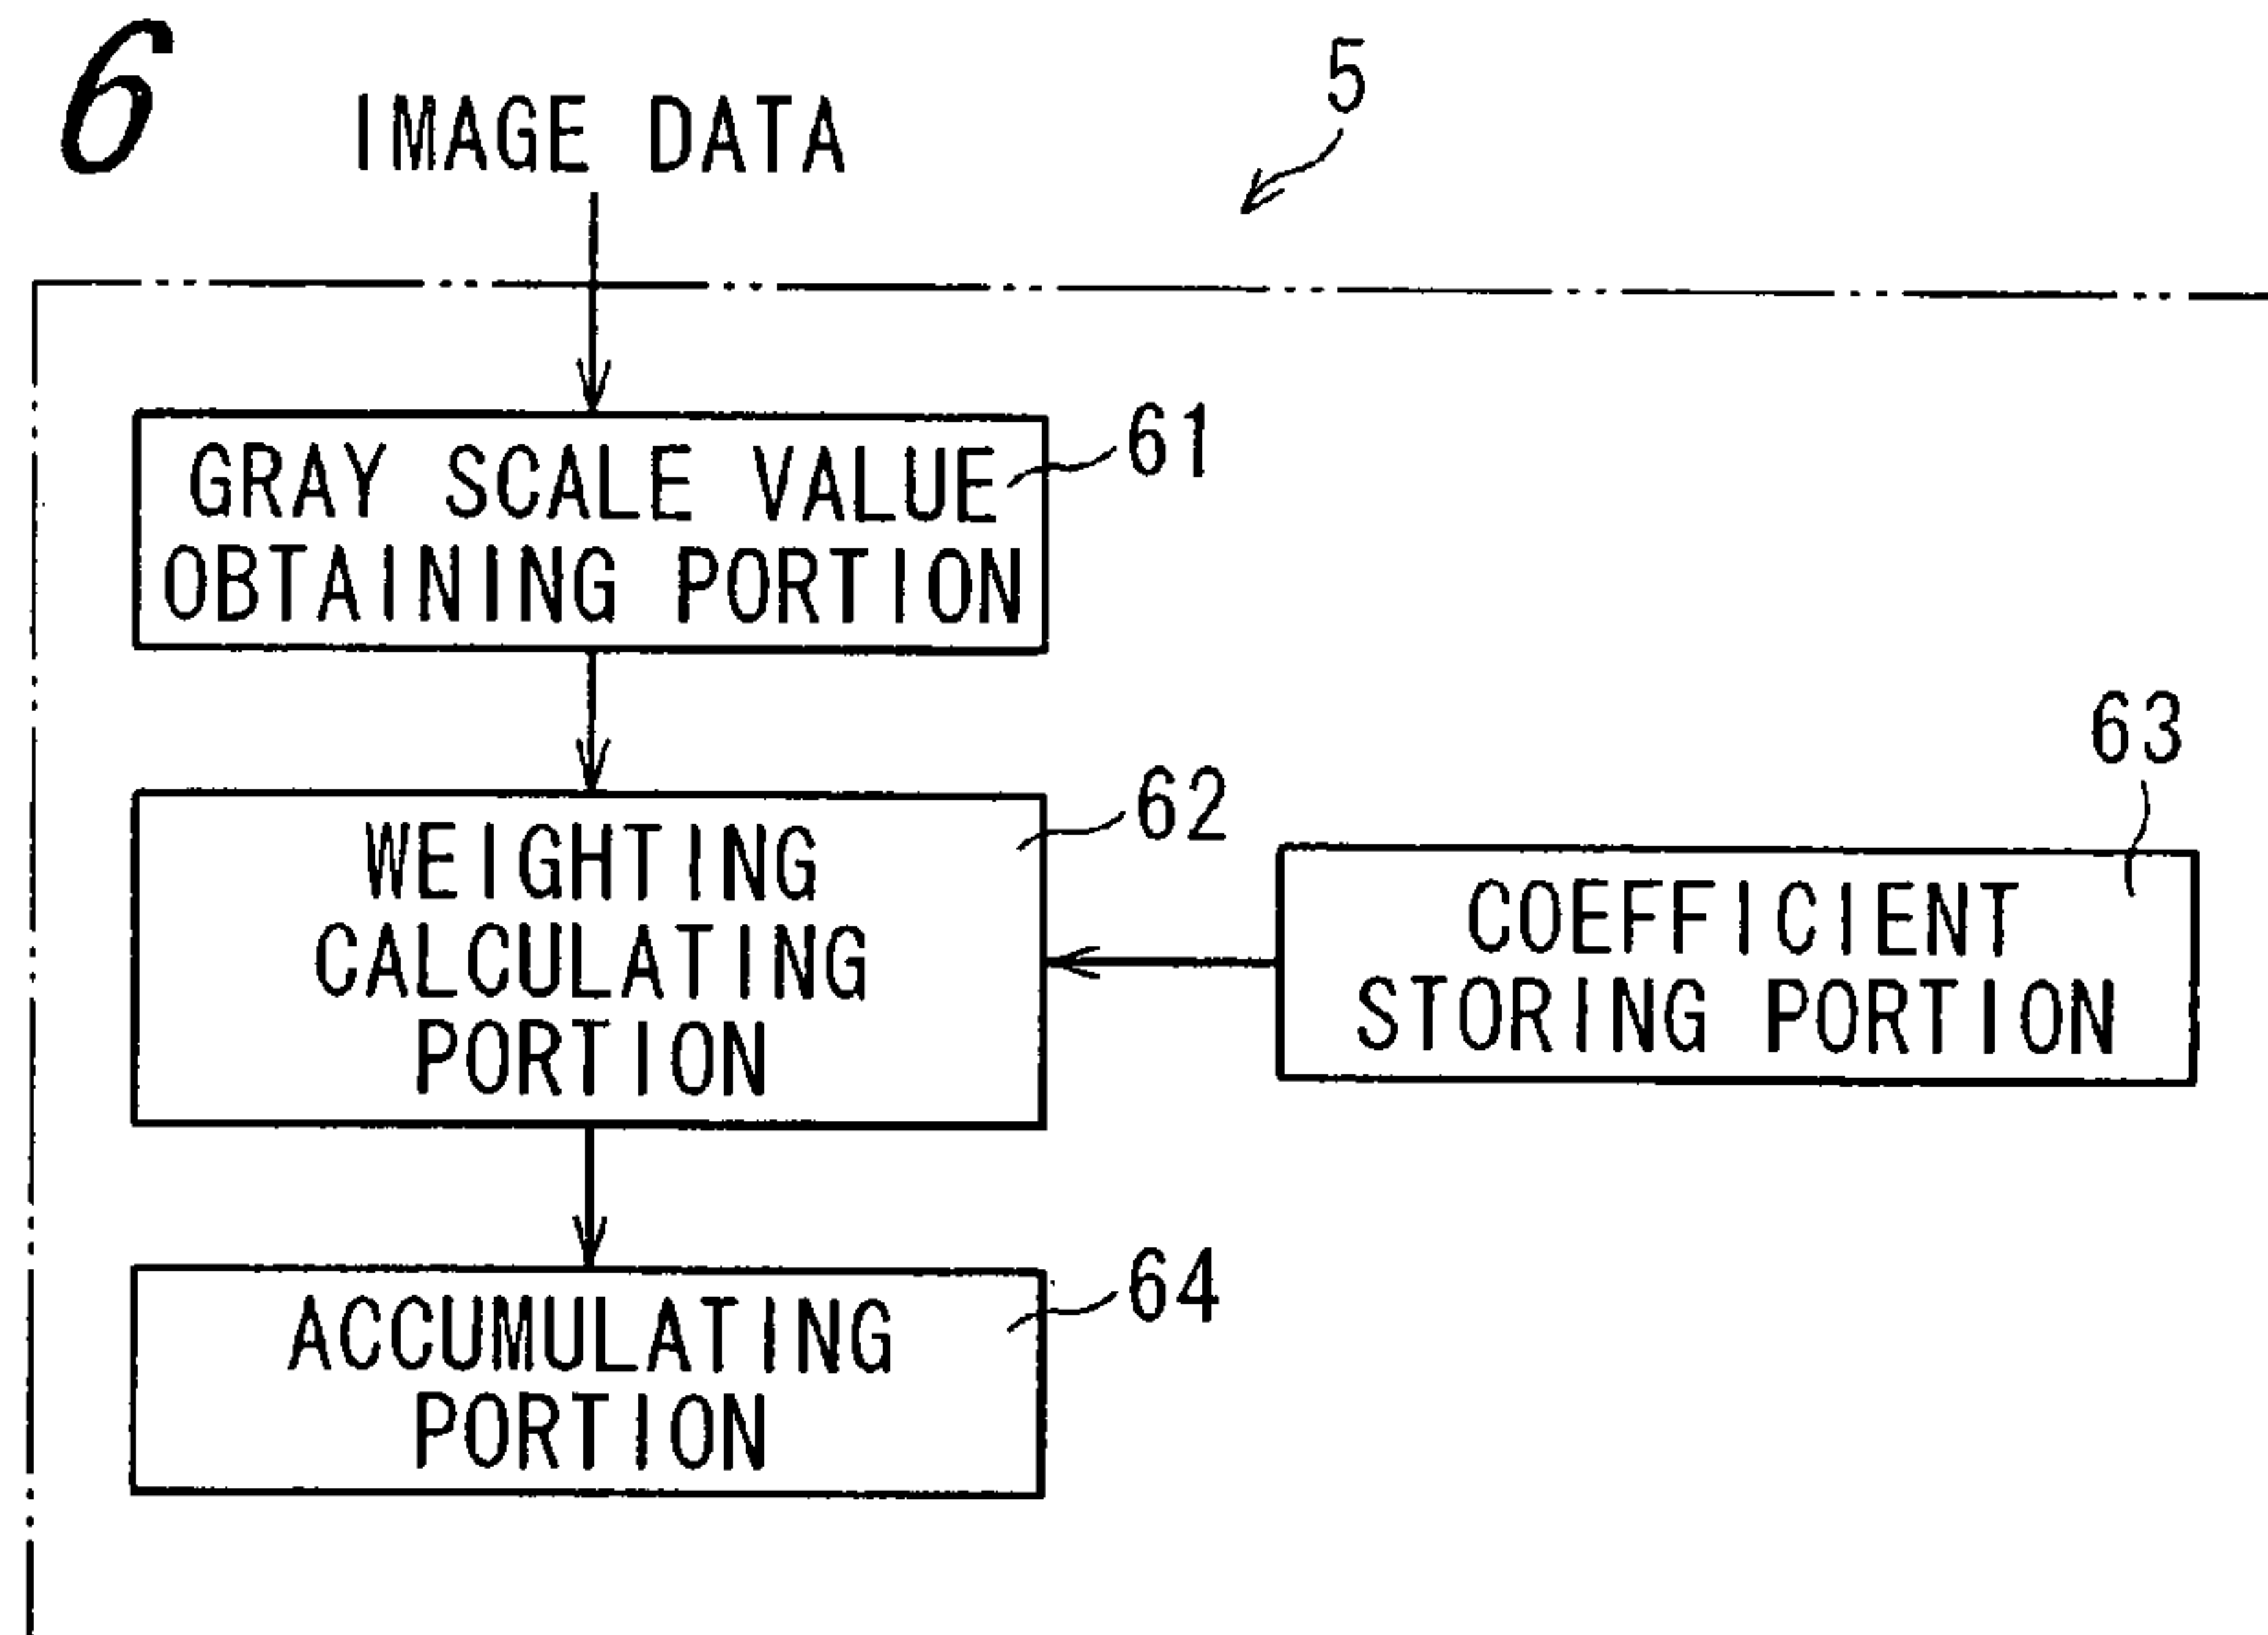 6
IMAGE DATA
5
GRAY SCALE VALUE
OBTAINING PORTION
61
WEIGHTING
CALCULATING
PORTION
62
63
COEFFICIENT
STORING PORTION
ACCUMULATING
PORTION
64